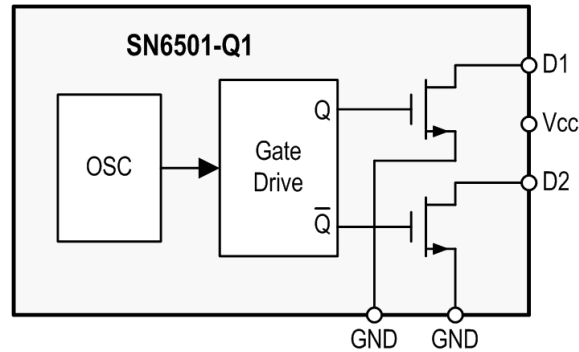 SN6501-Q1
D1
Q
Vcc
OSC
Gate
Drive
D2
Q̅
GND
GND